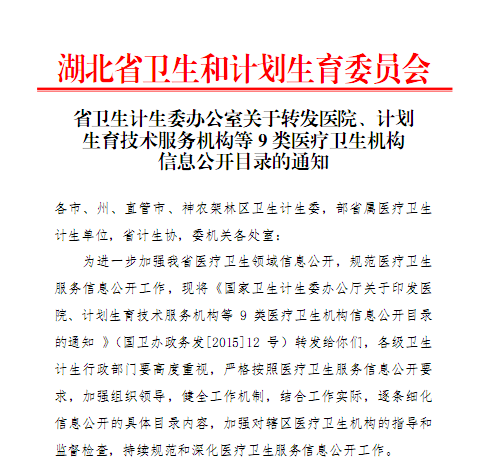 湖北省卫生和计划生育委员会
省卫生计生委办公室关于转发医院、计划
生育技术服务机构等 9 类医疗卫生机构
信息公开目录的通知
各市、州、直管市、神农架林区卫生计生委，部省属医疗卫生
计生单位，省计生协，委机关各处室：
为进一步加强我省医疗卫生领域信息公开，规范医疗卫生
服务信息公开工作，现将《国家卫生计生委办公厅关于印发医
院、计划生育技术服务机构等 9 类医疗卫生机构信息公开目录
的通知 》（国卫办政务发[2015]12 号）转发给你们，各级卫生
计生行政部门要高度重视，严格按照医疗卫生服务信息公开要
求，加强组织领导，健全工作机制，结合工作实际，逐条细化
信息公开的具体目录内容，加强对辖区医疗卫生机构的指导和
监督检查，持续规范和深化医疗卫生服务信息公开工作。